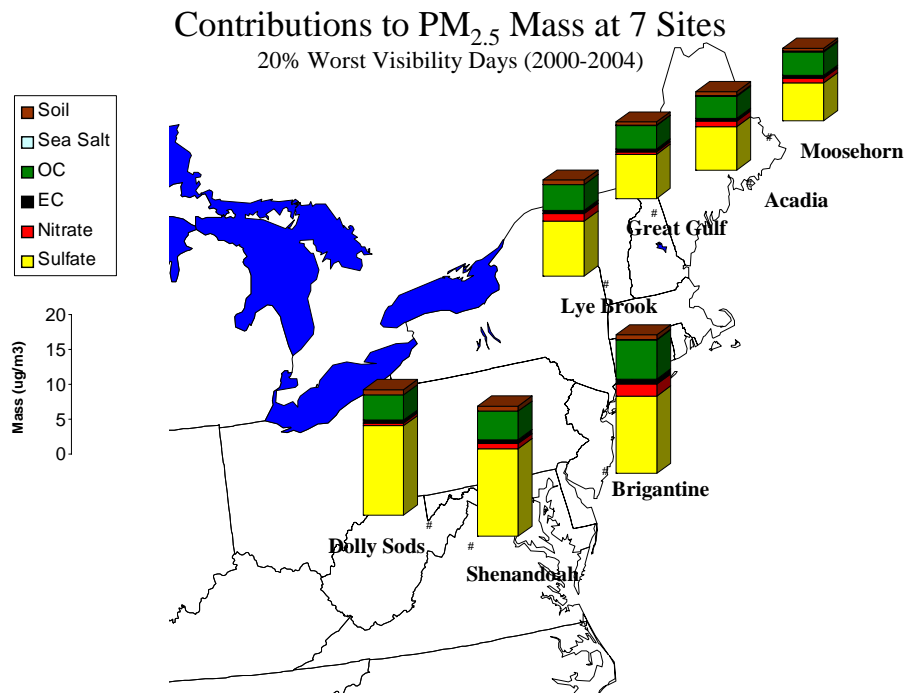 Contributions to PM2.5 Mass at 7 Sites
20% Worst Visibility Days (2000-2004)
Soil
Sea Salt
OC
EC
Nitrate
Sulfate
Moosehorn
#
Acadia
#
Great Gulf
#
Lye Brook
#
Mass (ug/m3)
20
15
10
5
0
Brigantine
#
Dolly Sods
#
Shenandoah
#